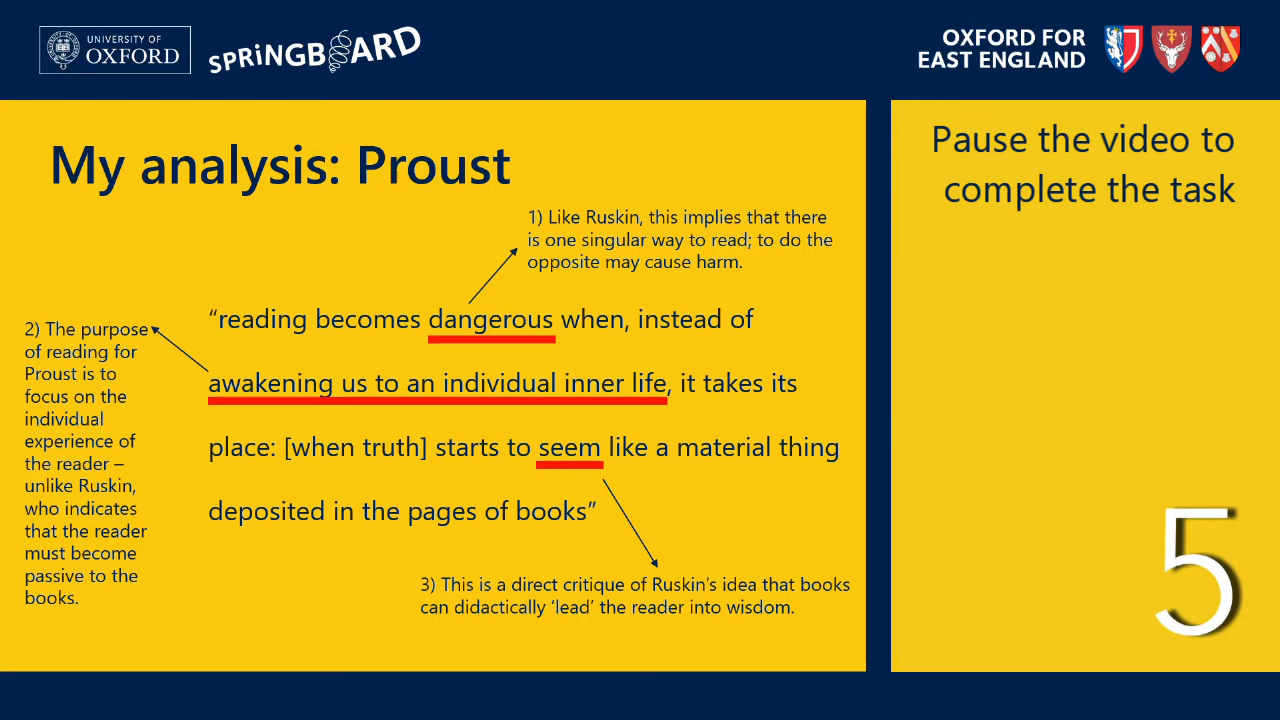 UNIVERSITY OF
OXFORD
SPRiNGBOARD
OXFORD FOR
EAST ENGLAND
My analysis: Proust
Pause the video to
complete the task
1) Like Ruskin, this implies that there
is one singular way to read; to do the
opposite may cause harm.
“reading becomes dangerous when, instead of
awakening us to an individual inner life, it takes its
place: [when truth] starts to seem like a material thing
deposited in the pages of books”
2) The purpose
of reading for
Proust is to
focus on the
individual
experience of
the reader –
unlike Ruskin,
who indicates
that the reader
must become
passive to the
books.
3) This is a direct critique of Ruskin’s idea that books
can didactically ‘lead’ the reader into wisdom.
5